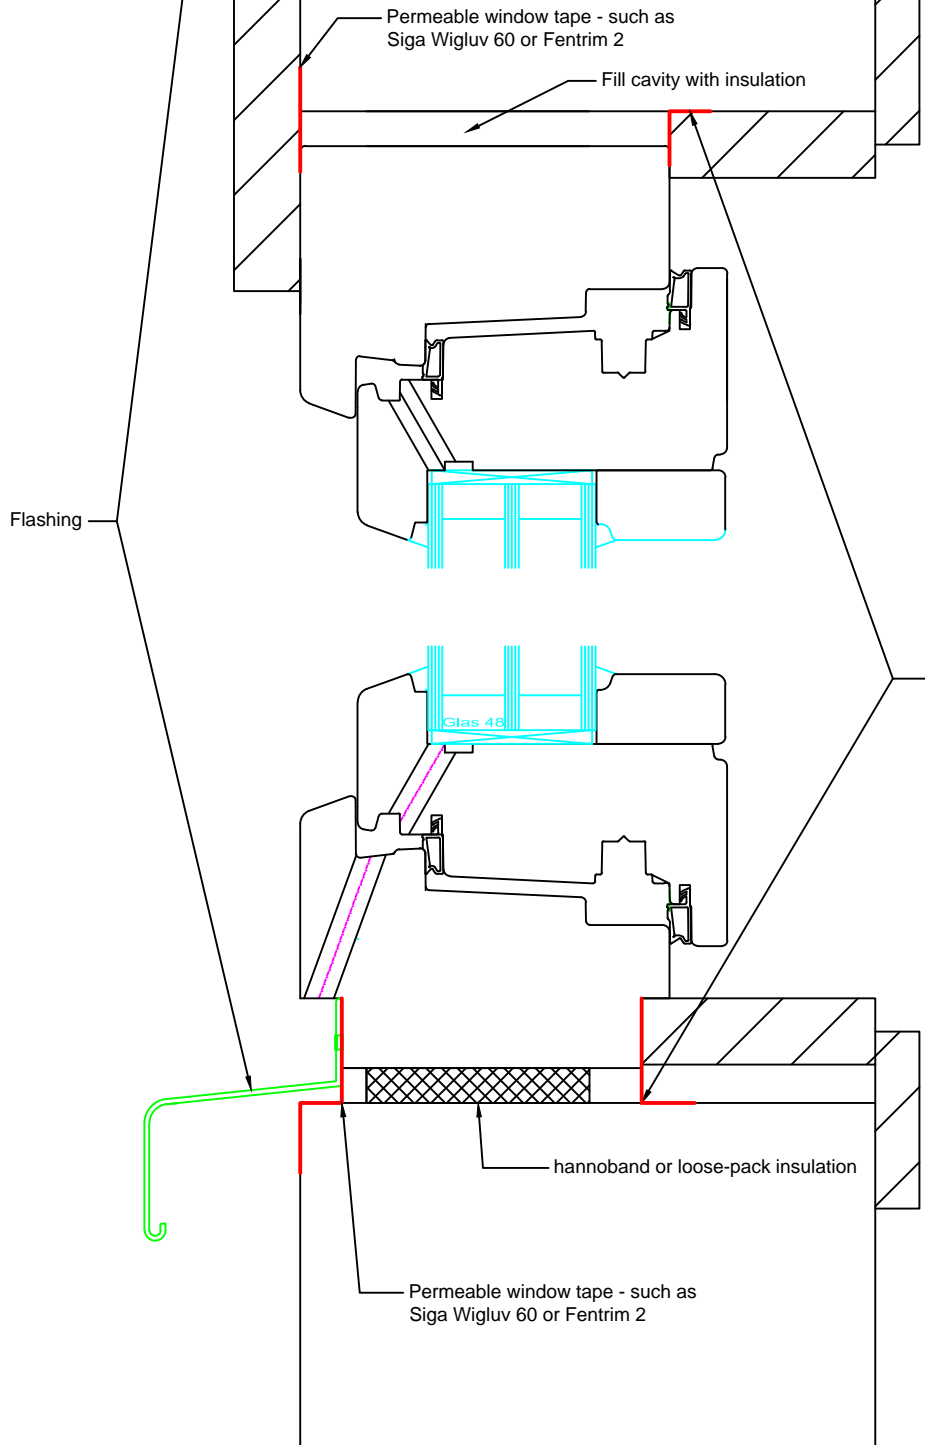 Permeable window tape - such as
Siga Wigluv 60 or Fentrim 2
Fill cavity with insulation
Flashing
Glas 48
hannoband or loose-pack insulation
Permeable window tape - such as
Siga Wigluv 60 or Fentrim 2